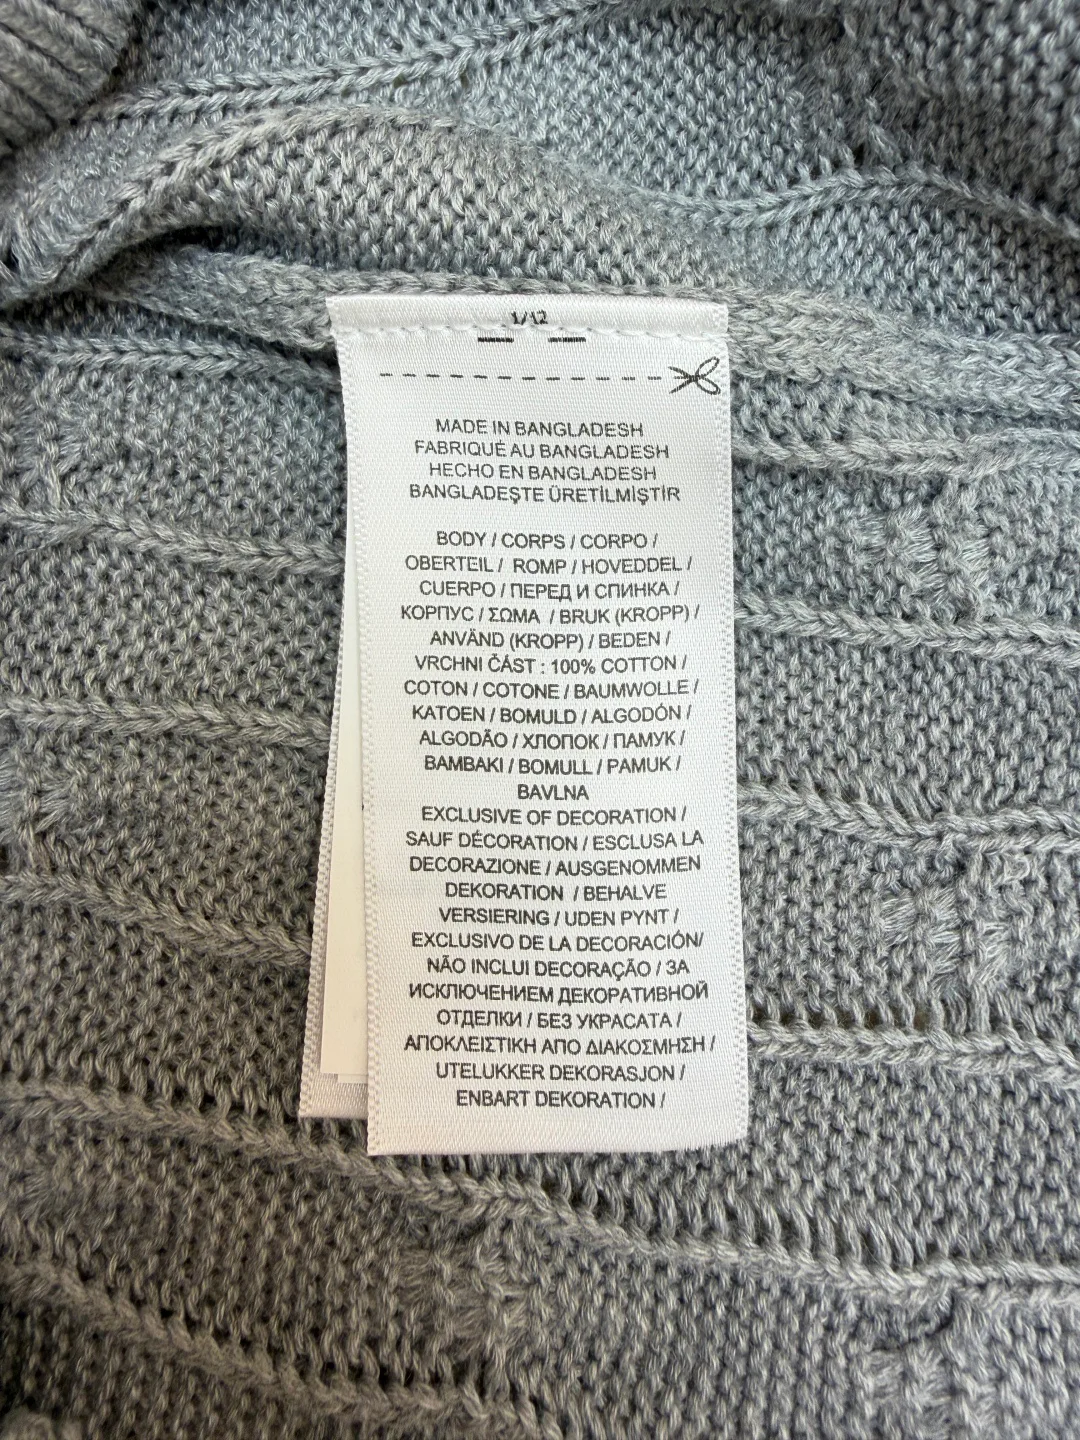 1/12
MADE IN BANGLADESH
FABRIQUÉ AU BANGLADESH
HECHO EN BANGLADESH
BANGLADEŞTE ÜRETİLMİŞTİR
BODY / CORPS / CORPO /
OBERTEIL / ROMP / HOVEDDEL /
CUERPO / ПЕРЕД И СПИНКА /
КОРПУС / ΣΩΜΑ / BRUK (KROPP) /
ANVÄND (KROPP) / BEDEN /
VRCHNI ČÁST : 100% COTTON /
COTON / COTONE / BAUMWOLLE /
KATOEN / BOMULD / ALGODÓN /
ALGODÃO / ХЛОПОК / ПАМУК /
ΒΑΜΒΑΚΙ / BOMULL / PAMUK /
BAVLNA
EXCLUSIVE OF DECORATION /
SAUF DÉCORATION / ESCLUSA LA
DECORAZIONE / AUSGENOMMEN
DEKORATION / BEHALVE
VERSIERING / UDEN PYNT /
EXCLUSIVO DE LA DECORACIÓN/
NÃO INCLUI DECORAÇÃO / ЗА
ИСКЛЮЧЕНИЕМ ДЕКОРАТИВНОЙ
ОТДЕЛКИ / БЕЗ УКРАСАТА /
ΑΠΟΚΛΕΙΣΤΙΚΗ ΑΠΟ ΔΙΑΚΟΣΜΗΣΗ /
UTELUKKER DEKORASJON /
ENBART DEKORATION /